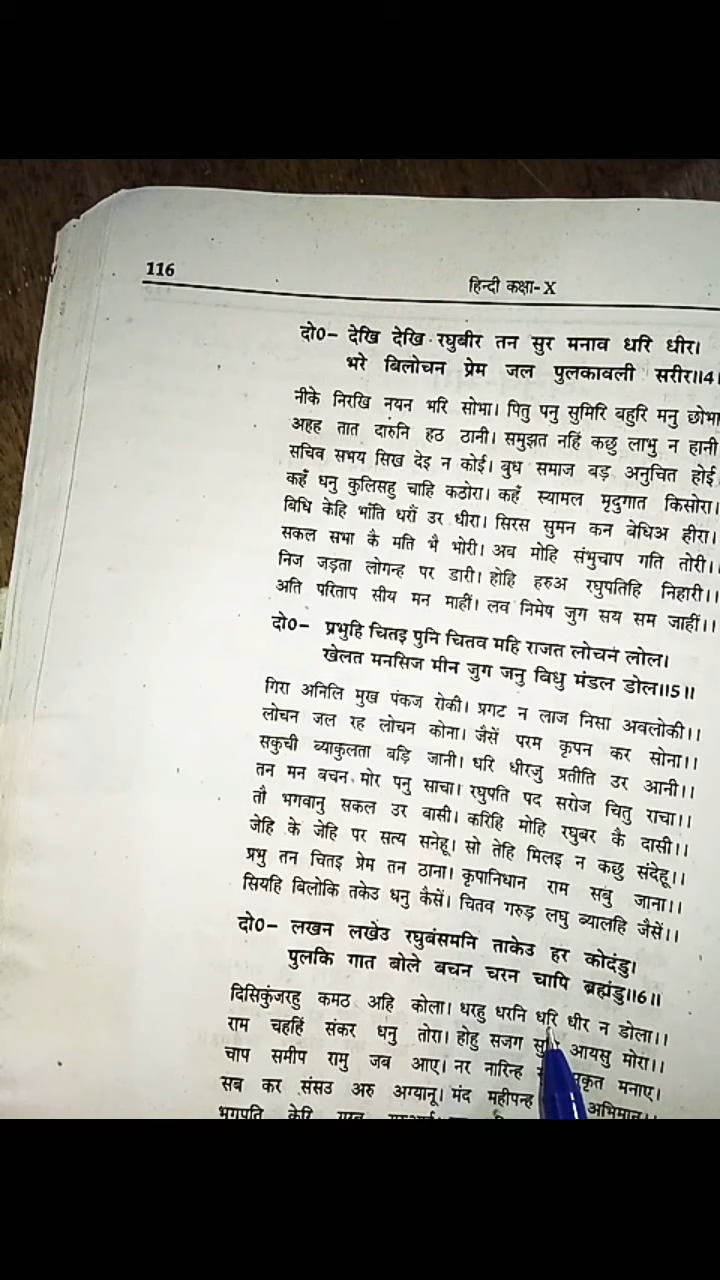 116
हिन्दी कक्षा-X
दो0- देखि देखि रघुबीर तन सुर मनाव धरि धीर।
भरे बिलोचन प्रेम जल पुलकावली सरीर॥4
नीके निरखि नयन भरि सोभा। पितु पनु सुमिरि बहुरि मनु छोभा
अहह तात दारुनि हठ ठानी। समुझत नहिं कछु लाभु न हानी
सचिव सभय सिख देइ न कोई। बुध समाज बड़ अनुचित होई
कहँ धनु कुलिसहु चाहि कठोरा। कहँ स्यामल मृदुगात किसोरा।
बिधि केहि भाँति धरौं उर धीरा। सिरस सुमन कन बेधिअ हीरा।
सकल सभा कै मति भै भोरी। अब मोहि संभुचाप गति तोरी।।
निज जड़ता लोगन्ह पर डारी। होहि हरुअ रघुपतिहि निहारी।।
अति परिताप सीय मन माहीं। लव निमेष जुग सय सम जाहीं।।
दो0- प्रभुहि चितइ पुनि चितव महि राजत लोचन लोल।
खेलत मनसिज मीन जुग जनु विधु मंडल डोल॥5॥
गिरा अनिलि मुख पंकज रोकी। प्रगट न लाज निसा अवलोकी।।
लोचन जल रह लोचन कोना। जैसें परम कृपन कर सोना।।
सकुची ब्याकुलता बड़ि जानी। धरि धीरजु प्रतीति उर आनी।।
तन मन बचन मोर पनु साचा। रघुपति पद सरोज चितु राचा।।
तौ भगवानु सकल उर बासी। करिहि मोहि रघुबर कै दासी।।
जेहि के जेहि पर सत्य सनेहू। सो तेहि मिलइ न कछु संदेहू।।
प्रभु तन चितइ प्रेम तन ठाना। कृपानिधान राम सबु जाना।।
सियहि बिलोकि तकेउ धनु कैसें। चितव गरुड़ लघु ब्यालहि जैसें।।
दो0- लखन लखेउ रघुबंसमनि ताकेउ हर कोदंडु।
पुलकि गात बोले बचन चरन चापि ब्रह्मंडु॥6॥
दिसिकुंजरहु कमठ अहि कोला। धरहु धरनि धरि धीर न डोला।।
राम चहहिं संकर धनु तोरा। होहु सजग आयसु मोरा।।
चाप समीप रामु जब आए। नर नारिन्ह मनाए।
सब कर संसउ अरु अग्यानू। मंद महीपन्ह अभिमानू।
भृगुपति केरि गरब